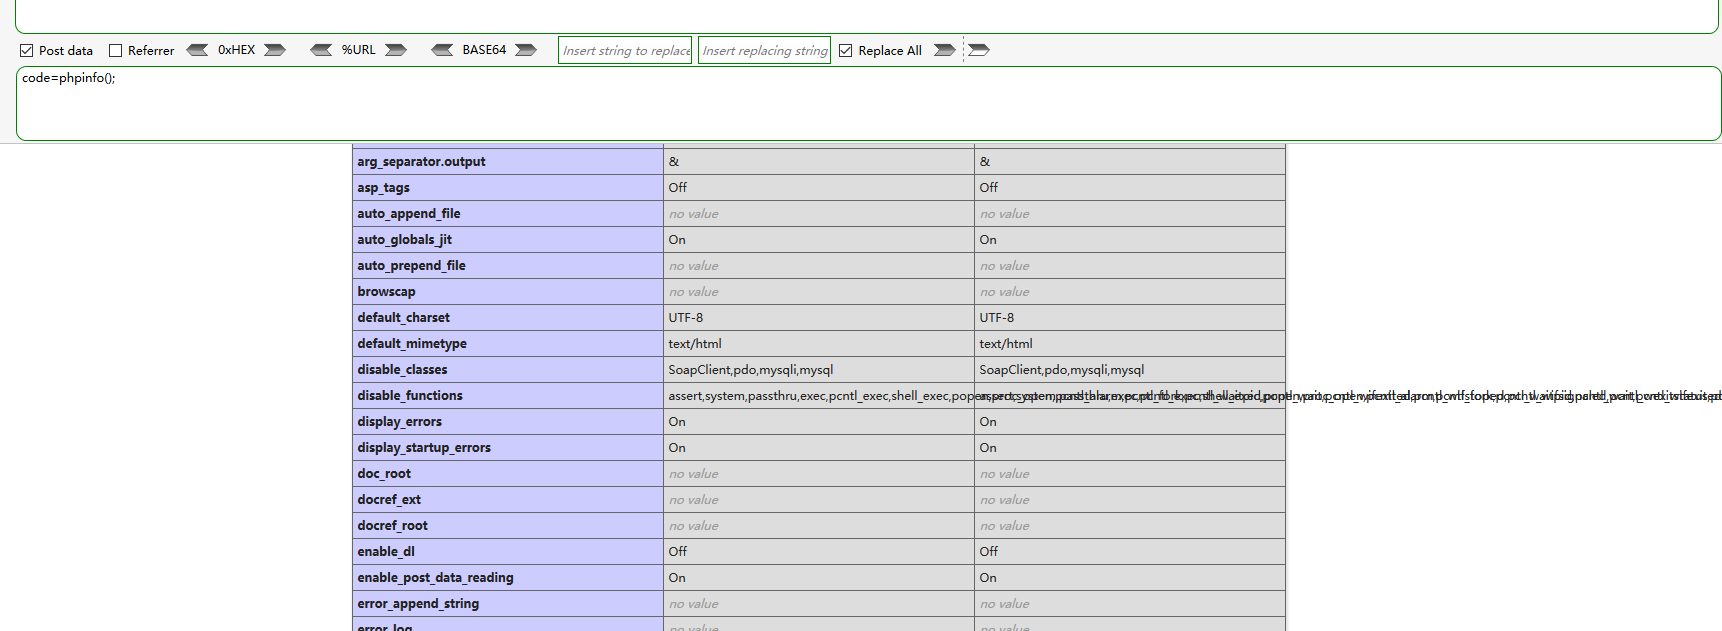 Post data Referrer 0xHEX %URL BASE64 Insert string to replace Insert replacing string Replace All
code=phpinfo();
arg_separator.output & &
asp_tags Off Off
auto_append_file no value no value
auto_globals_jit On On
auto_prepend_file no value no value
browscap no value no value
default_charset UTF-8 UTF-8
default_mimetype text/html text/html
disable_classes SoapClient,pdo,mysqli,mysql SoapClient,pdo,mysqli,mysql
disable_functions assert,system,passthru,exec,pcntl_exec,shell_exec,popen
display_errors On On
display_startup_errors On On
doc_root no value no value
docref_ext no value no value
docref_root no value no value
enable_dl Off Off
enable_post_data_reading On On
error_append_string no value no value
error_log no value no value